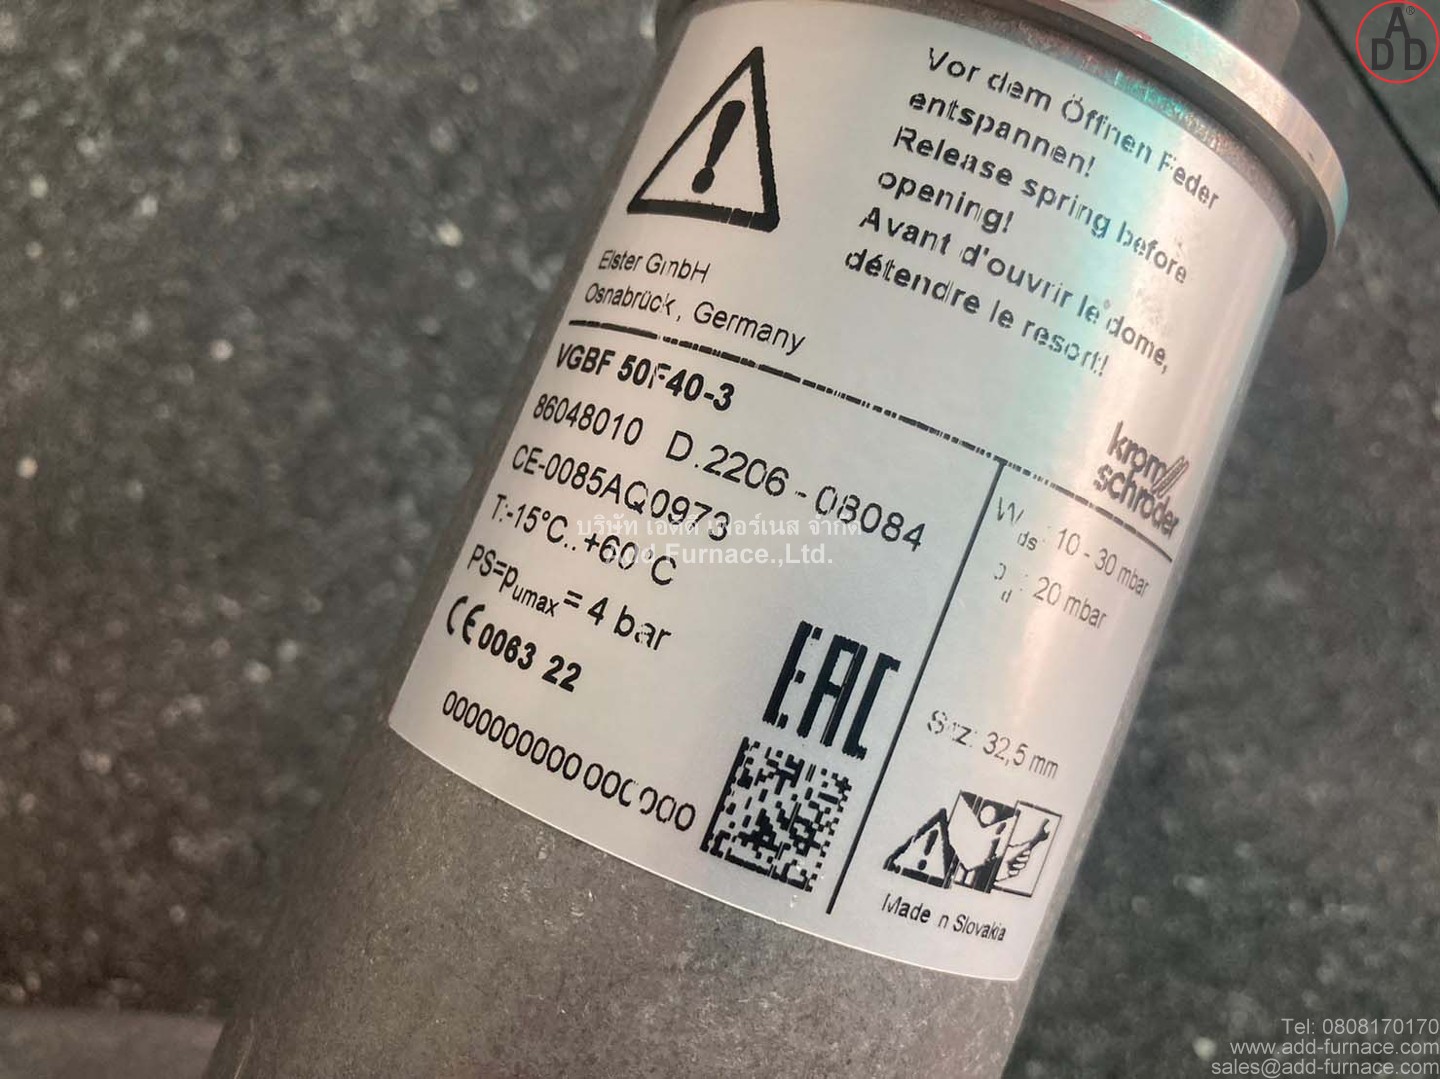 Vor dem Öffnen Feder
entspannen!
Release spring before
opening!
Avant d'ouvrir le dome,
détendre le resort!
Elster GmbH
Osnabrück, Germany
VGBF 50F40-3
86048010 D.2206-08084
CE-0085AQ0973
T:-15°C..+60°C
PS=pumax = 4 bar
CE 0063 22
EAC
krom
schröder
Wds: 10 - 30 mbar
pd: 20 mbar
32,5 mm
Made in Slovakia
บริษัท เอดดี เฟอร์เนส จำกัด
Add Furnace.,Ltd.
ADD®
Tel: 0808170170
www.add-furnace.com
sales@add-furnace.com